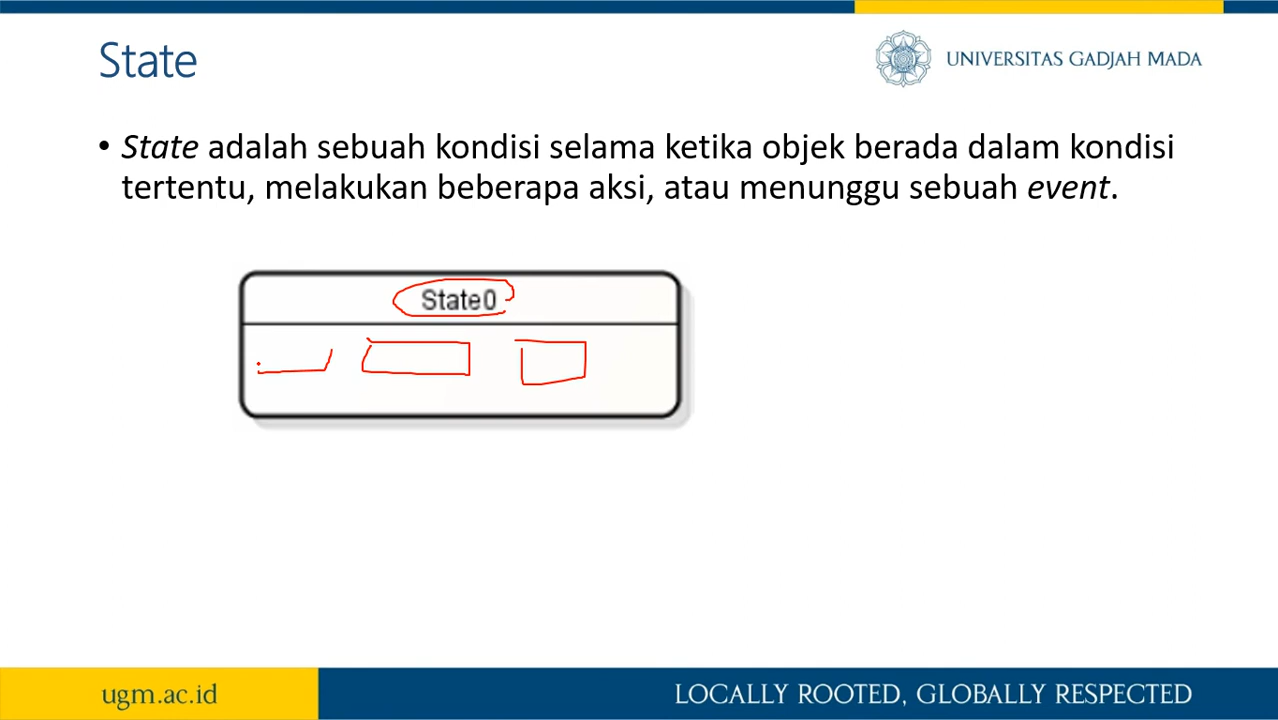 State
UNIVERSITAS GADJAH MADA
• State adalah sebuah kondisi selama ketika objek berada dalam kondisi
tertentu, melakukan beberapa aksi, atau menunggu sebuah event.
State0
ugm.ac.id
LOCALLY ROOTED, GLOBALLY RESPECTED